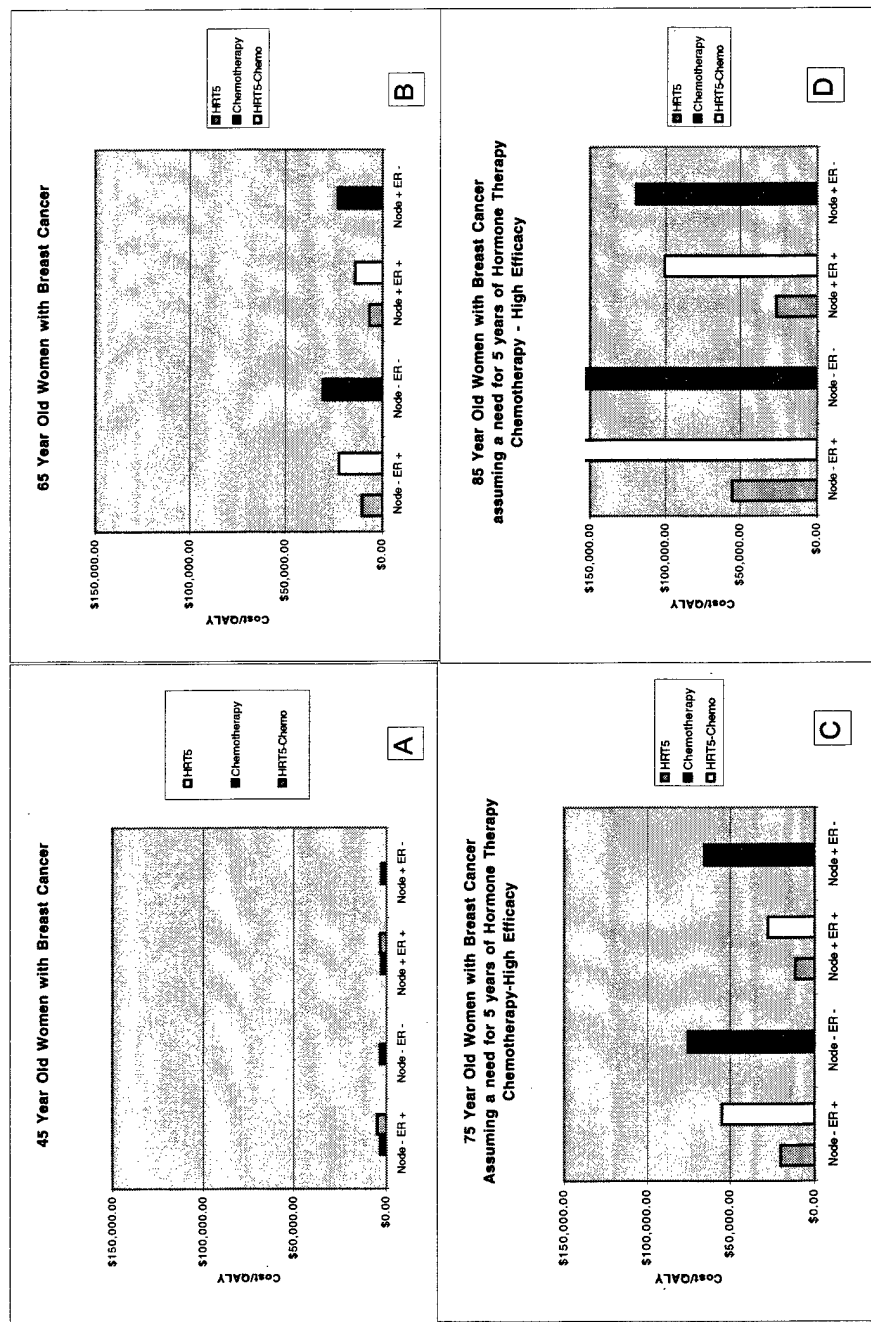 45 Year Old Women with Breast Cancer
$150,000.00
$100,000.00
$50,000.00
$0.00
Cost/QALY
Node - ER +
Node - ER -
Node + ER +
Node + ER -
HRT5
Chemotherapy
HRT5-Chemo
A
65 Year Old Women with Breast Cancer
$150,000.00
$100,000.00
$50,000.00
$0.00
Cost/QALY
Node - ER +
Node - ER -
Node + ER +
Node + ER -
HRT5
Chemotherapy
HRT5-Chemo
B
75 Year Old Women with Breast Cancer
Assuming a need for 5 years of Hormone Therapy
Chemotherapy-High Efficacy
$150,000.00
$100,000.00
$50,000.00
$0.00
Cost/QALY
Node - ER +
Node - ER -
Node + ER +
Node + ER -
HRT5
Chemotherapy
HRT5-Chemo
C
85 Year Old Women with Breast Cancer
assuming a need for 5 years of Hormone Therapy
Chemotherapy - High Efficacy
$150,000.00
$100,000.00
$50,000.00
$0.00
Cost/QALY
Node - ER +
Node - ER -
Node + ER +
Node + ER -
HRT5
Chemotherapy
HRT5-Chemo
D